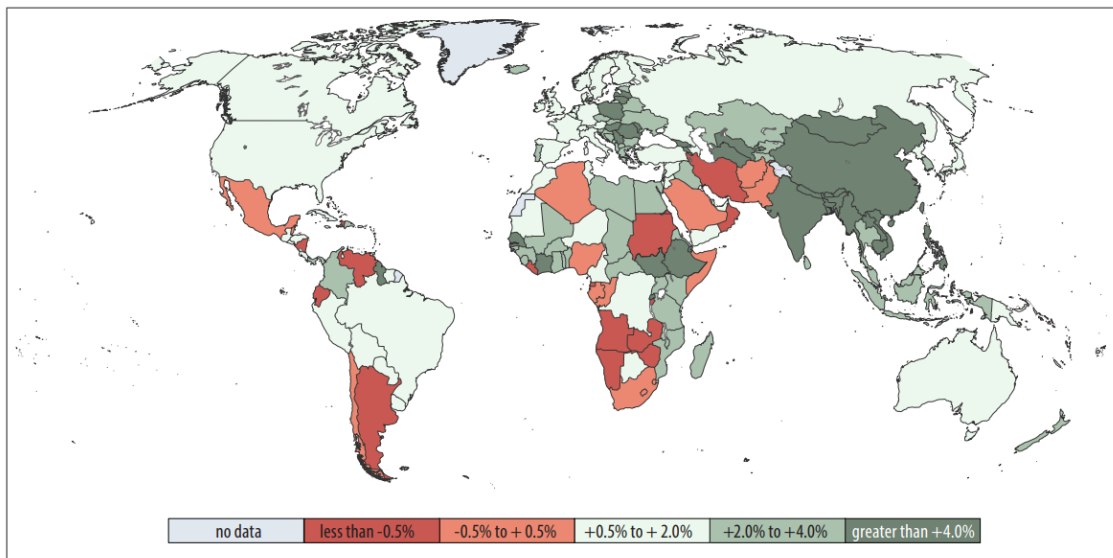 no data less than -0.5% -0.5% to + 0.5% +0.5% to + 2.0% +2.0% to +4.0% greater than +4.0%